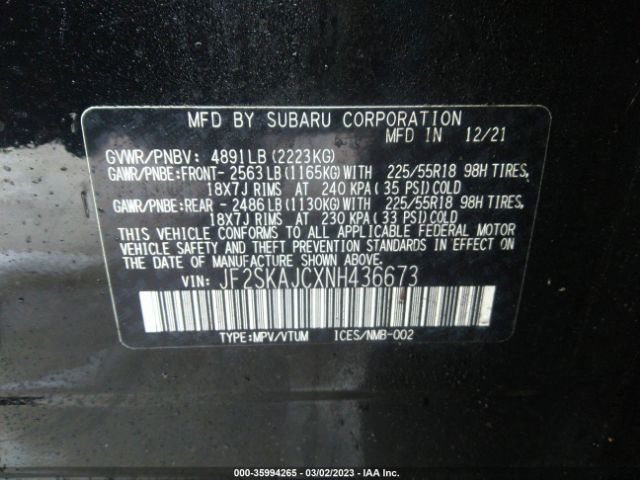 MFD BY SUBARU CORPORATION
MFD IN 12/21
GVWR/PNBV: 4891LB(2223KG)
GAWR/PNBE:FRONT- 2563LB(1165KG)WITH 225/55R18 98H TIRES,
18X7J RIMS AT 240 KPA(35 PSI)COLD
GAWR/PNBE:REAR - 2486LB(1130KG)WITH 225/55R18 98H TIRES,
18X7J RIMS AT 230 KPA(33 PSI)COLD
THIS VEHICLE CONFORMS TO ALL APPLICABLE FEDERAL MOTOR
VEHICLE SAFETY AND THEFT PREVENTION STANDARDS IN EFFECT ON
THE DATE OF MANUFACTURE SHOWN ABOVE.
VIN: JF2SKAJCXNH436673
TYPE:MPV/VTUM ICES/NMB-002
000-35994265 - 03/02/2023 - IAA Inc.